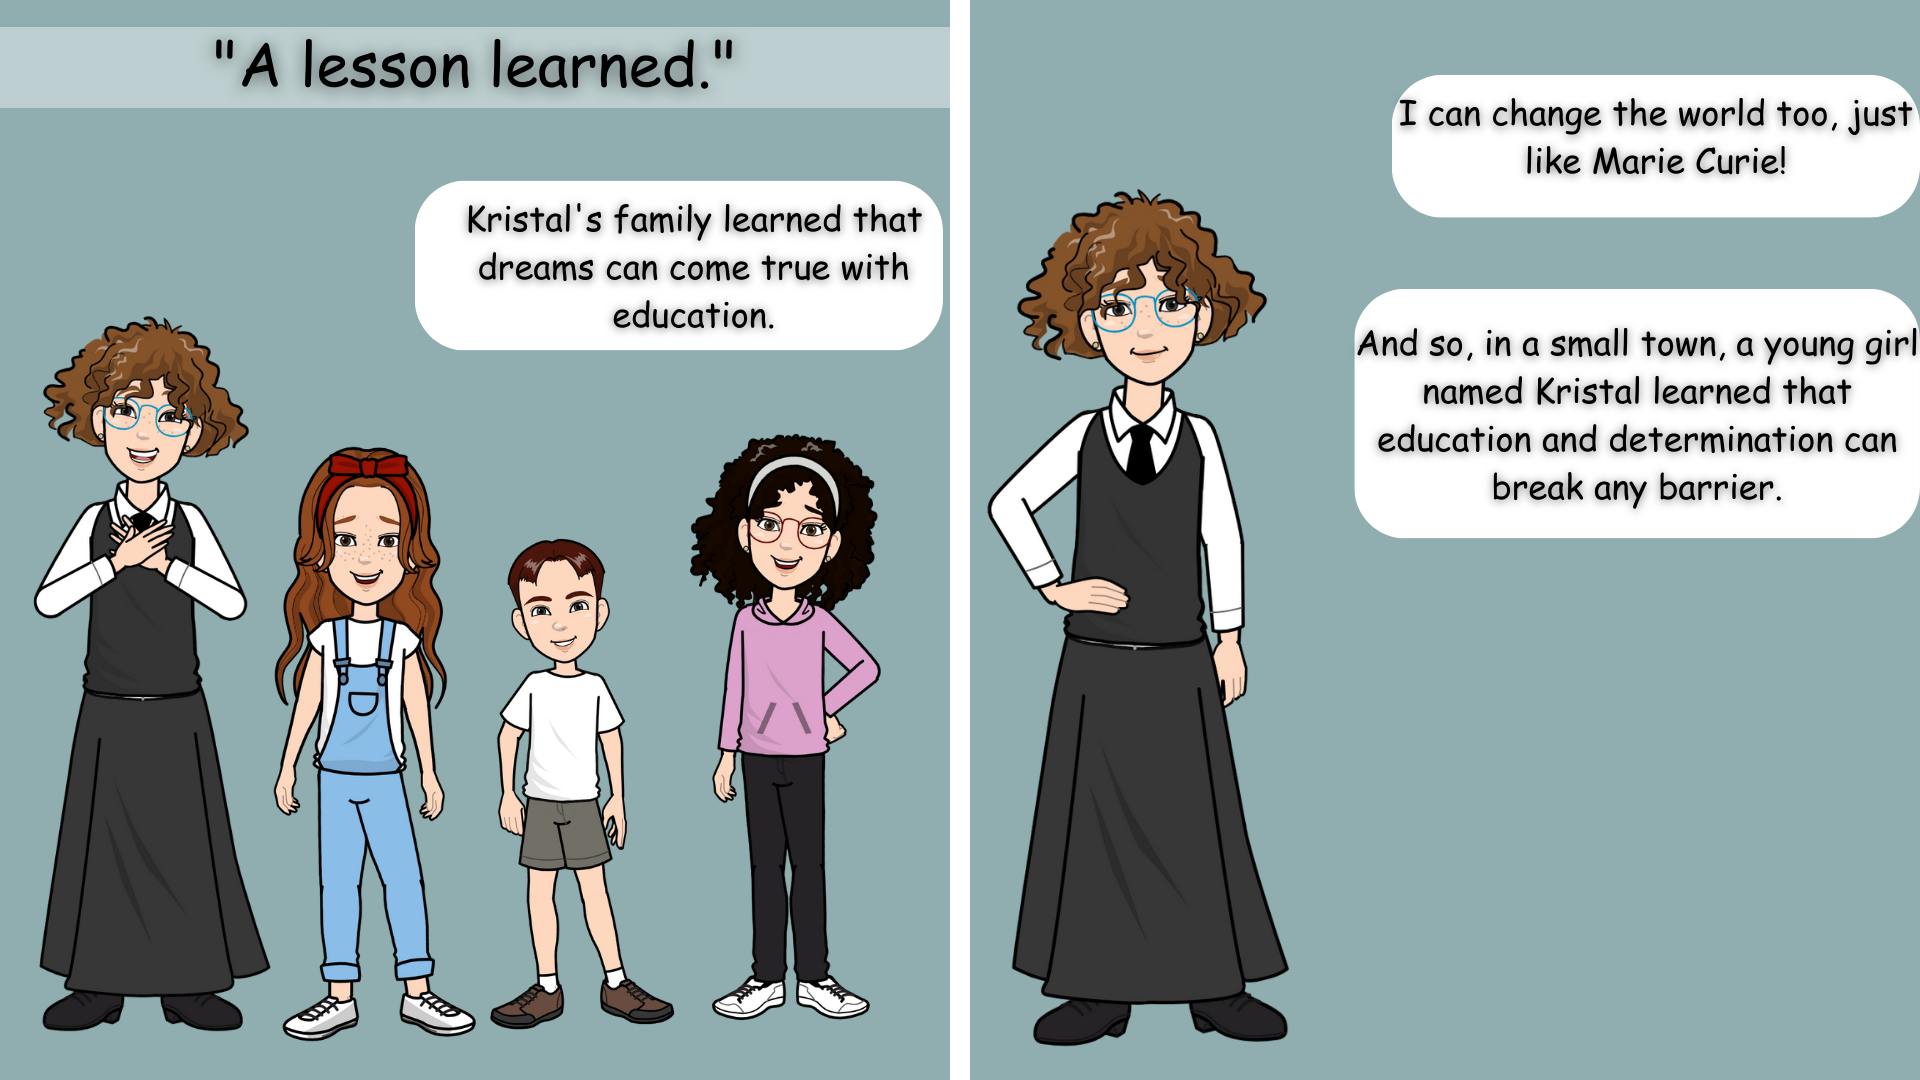 "A lesson learned."
Kristal's family learned that
dreams can come true with
education.
I can change the world too, just
like Marie Curie!
And so, in a small town, a young girl
named Kristal learned that
education and determination can
break any barrier.